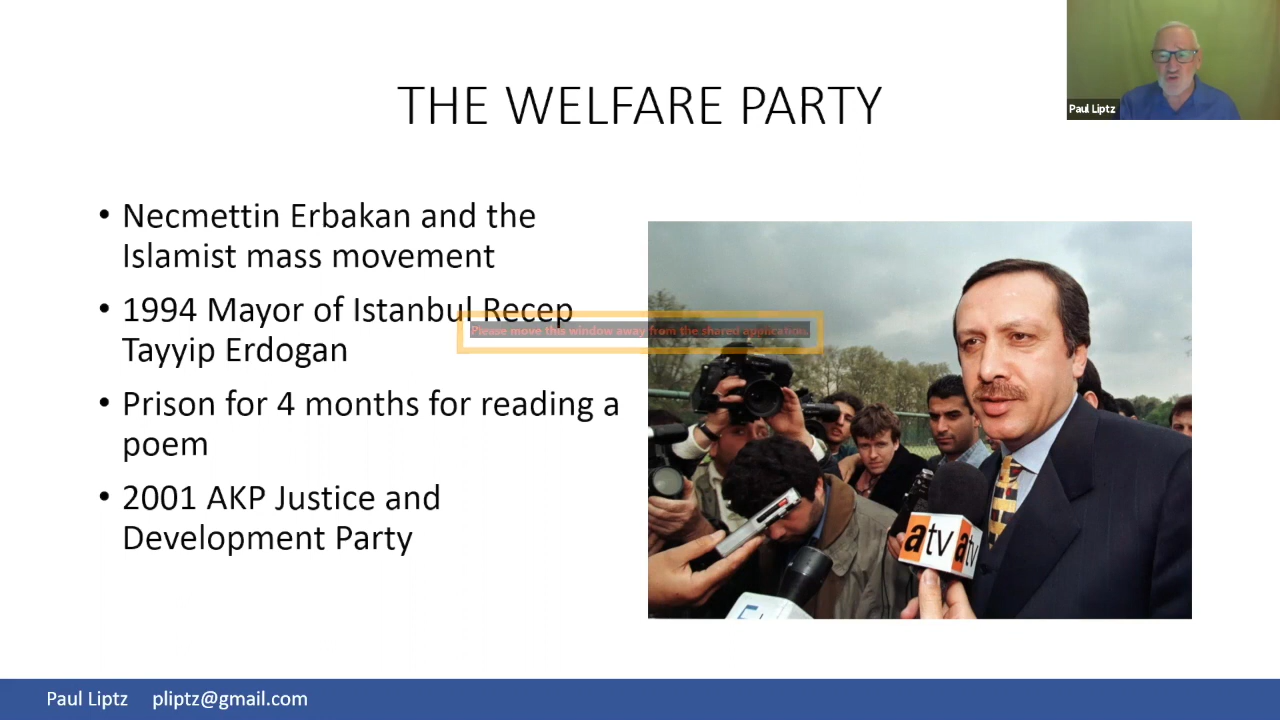 Paul Liptz
THE WELFARE PARTY
• Necmettin Erbakan and the
Islamist mass movement
• 1994 Mayor of Istanbul Recep
Tayyip Erdogan
Please move this window away from the shared application.
• Prison for 4 months for reading a
poem
• 2001 AKP Justice and
Development Party
atv atv
Paul Liptz pliptz@gmail.com